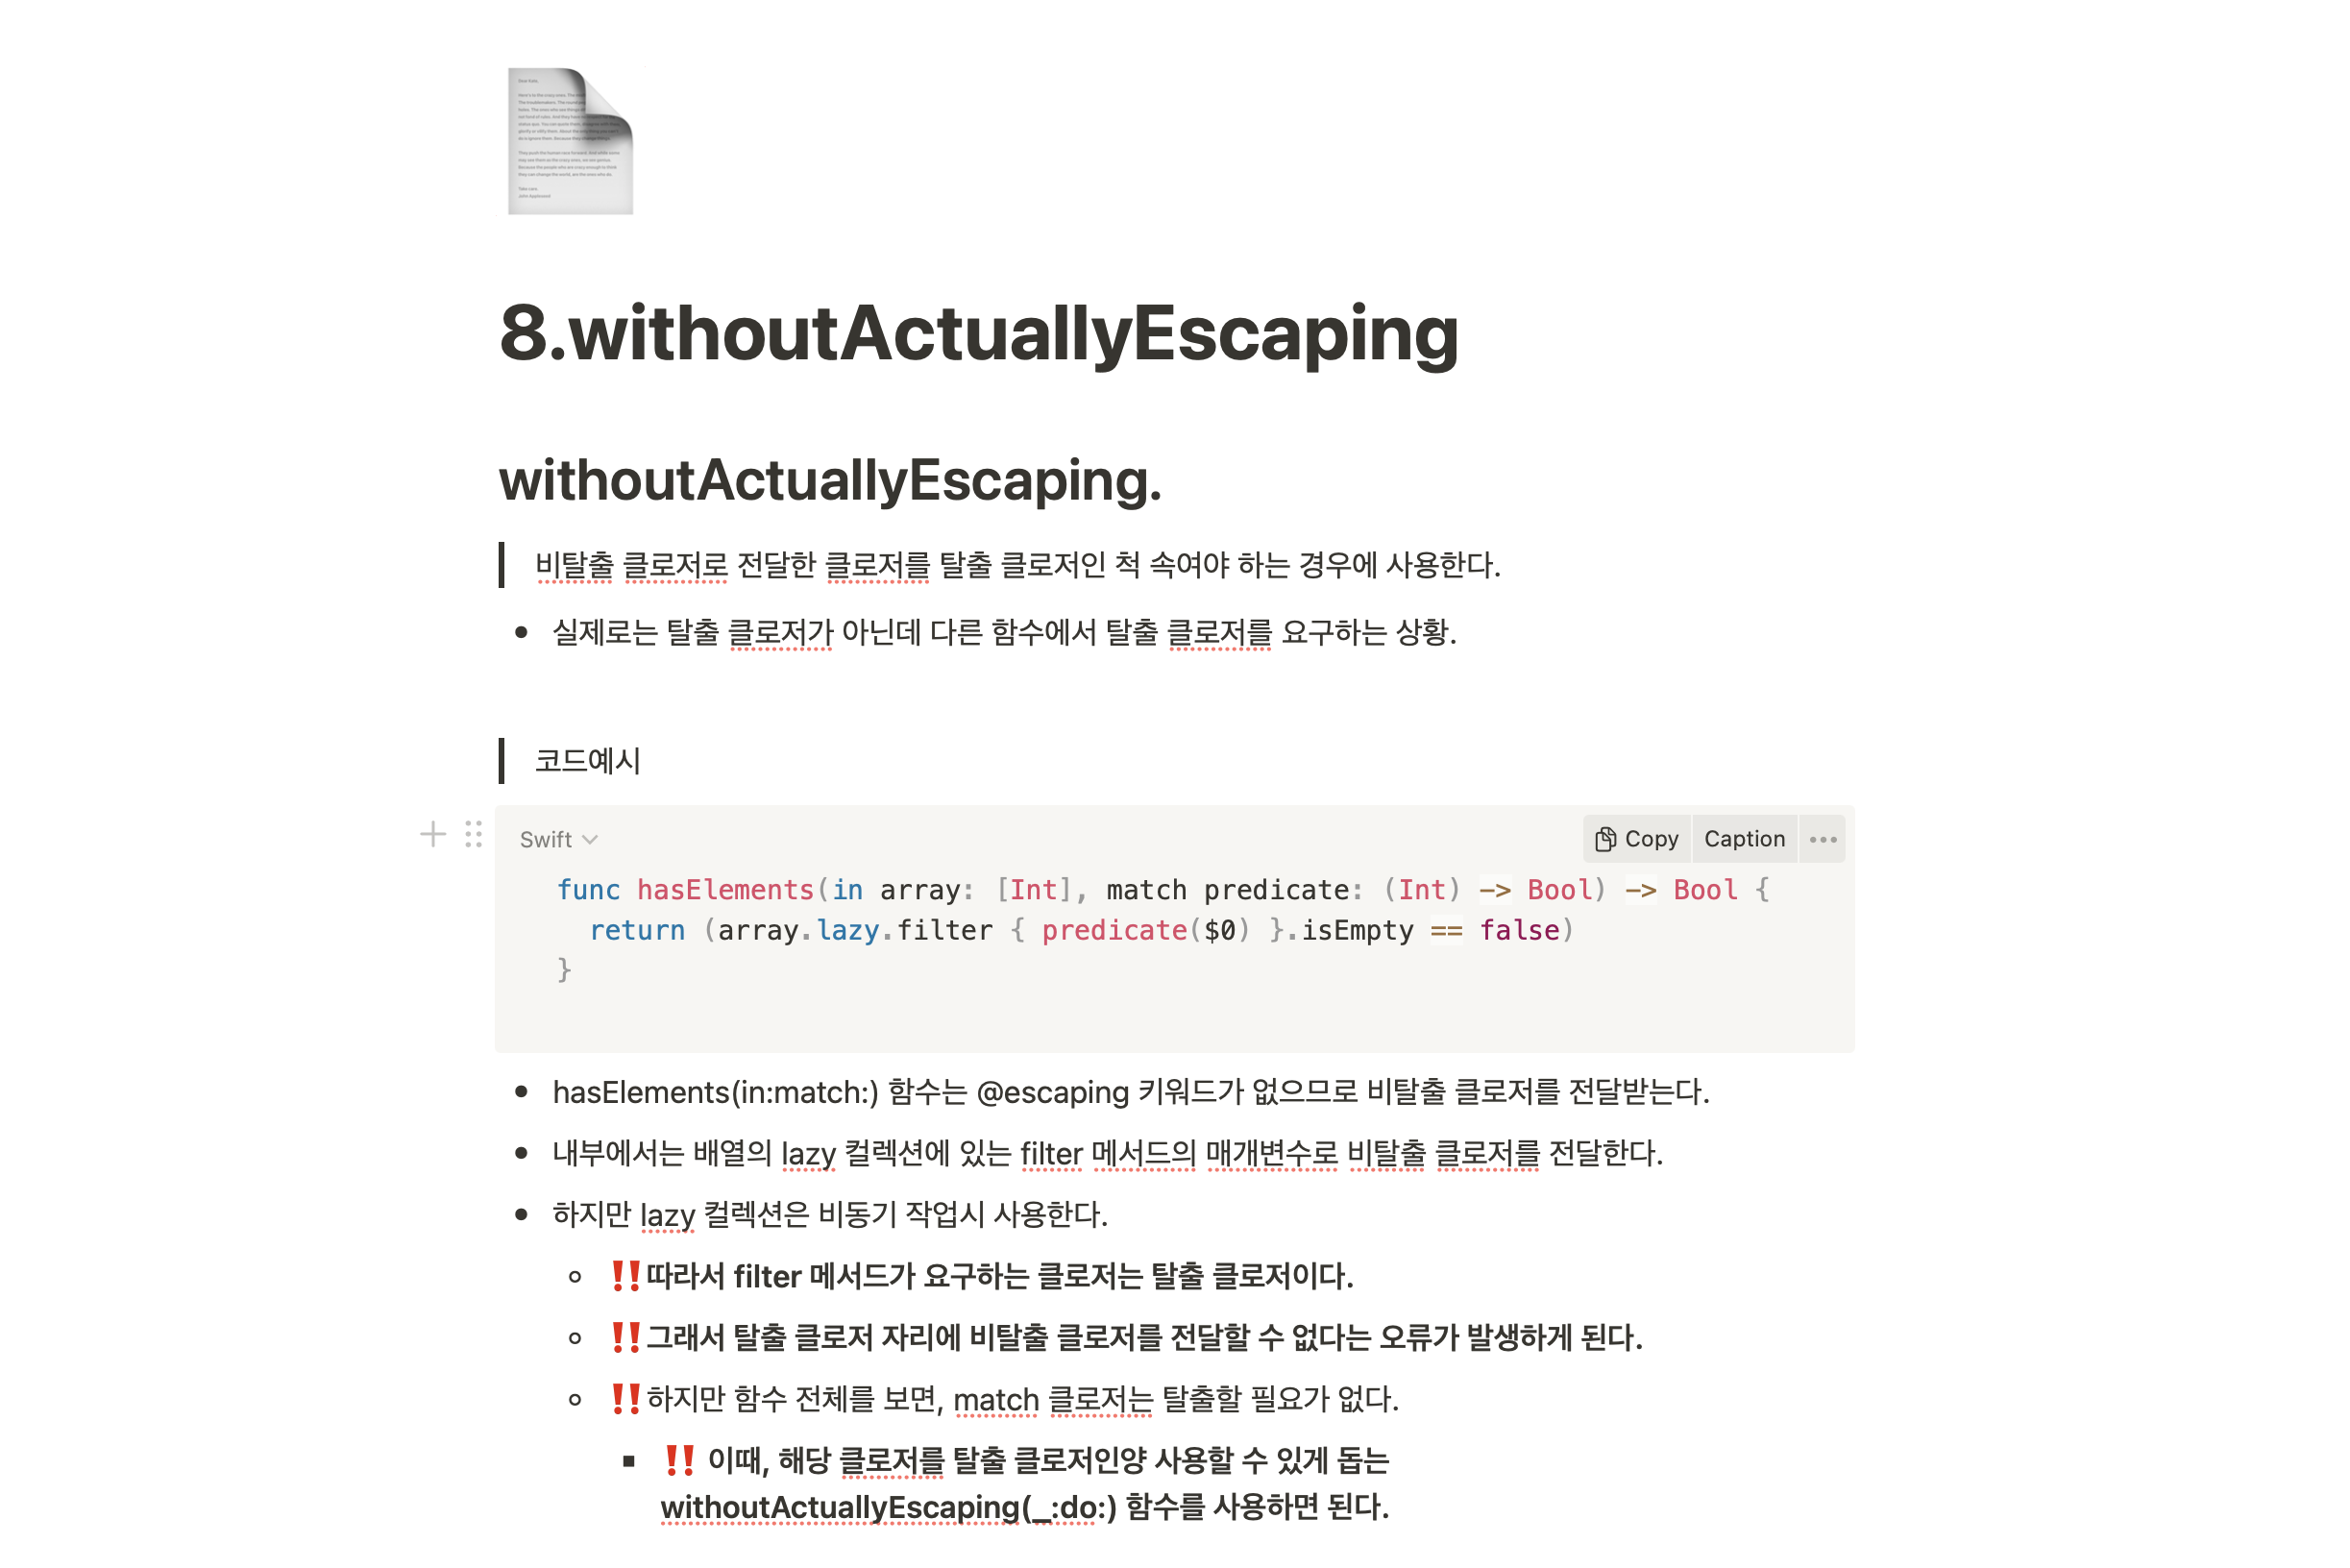 8.withoutActuallyEscaping
withoutActuallyEscaping.
비탈출 클로저로 전달한 클로저를 탈출 클로저인 척 속여야 하는 경우에 사용한다.
• 실제로는 탈출 클로저가 아닌데 다른 함수에서 탈출 클로저를 요구하는 상황.
코드예시
Swift
Copy Caption •••
func hasElements(in array: [Int], match predicate: (Int) -> Bool) -> Bool {
  return (array.lazy.filter { predicate($0) }.isEmpty == false)
}
• hasElements(in:match:) 함수는 @escaping 키워드가 없으므로 비탈출 클로저를 전달받는다.
• 내부에서는 배열의 lazy 컬렉션에 있는 filter 메서드의 매개변수로 비탈출 클로저를 전달한다.
• 하지만 lazy 컬렉션은 비동기 작업시 사용한다.
◦ ‼️따라서 filter 메서드가 요구하는 클로저는 탈출 클로저이다.
◦ ‼️그래서 탈출 클로저 자리에 비탈출 클로저를 전달할 수 없다는 오류가 발생하게 된다.
◦ ‼️하지만 함수 전체를 보면, match 클로저는 탈출할 필요가 없다.
▪ ‼️ 이때, 해당 클로저를 탈출 클로저인양 사용할 수 있게 돕는
withoutActuallyEscaping(_:do:) 함수를 사용하면 된다.